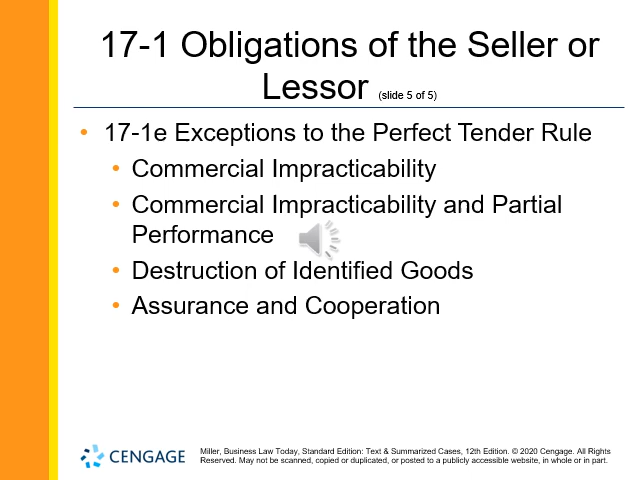 17-1 Obligations of the Seller or
Lessor (slide 5 of 5)
• 17-1e Exceptions to the Perfect Tender Rule
• Commercial Impracticability
• Commercial Impracticability and Partial
Performance
• Destruction of Identified Goods
• Assurance and Cooperation
CENGAGE
Miller, Business Law Today, Standard Edition: Text & Summarized Cases, 12th Edition. © 2020 Cengage. All Rights
Reserved. May not be scanned, copied or duplicated, or posted to a publicly accessible website, in whole or in part.